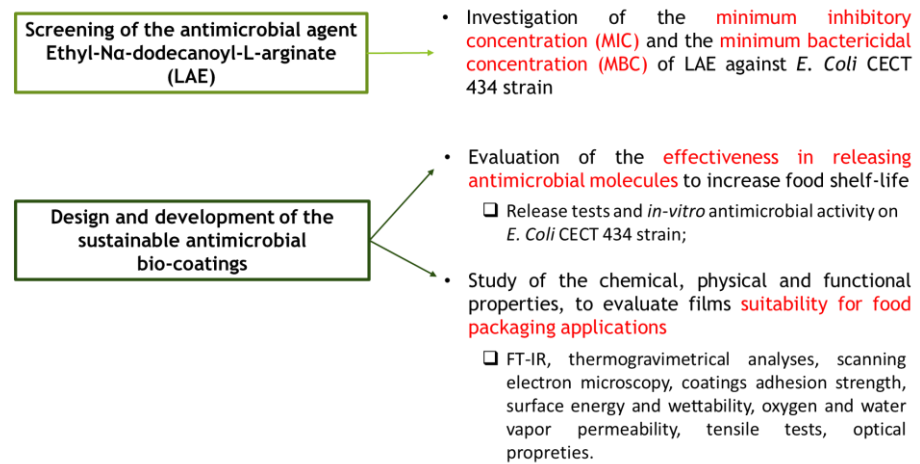 Screening of the antimicrobial agent
Ethyl-Nα-dodecanoyl-L-arginate
(LAE)
• Investigation of the minimum inhibitory
concentration (MIC) and the minimum bactericidal
concentration (MBC) of LAE against E. Coli CECT
434 strain
Design and development of the
sustainable antimicrobial
bio-coatings
• Evaluation of the effectiveness in releasing
antimicrobial molecules to increase food shelf-life
❑ Release tests and in-vitro antimicrobial activity on
E. Coli CECT 434 strain;
• Study of the chemical, physical and functional
properties, to evaluate films suitability for food
packaging applications
❑ FT-IR, thermogravimetrical analyses, scanning
electron microscopy, coatings adhesion strength,
surface energy and wettability, oxygen and water
vapor permeability, tensile tests, optical
propreties.